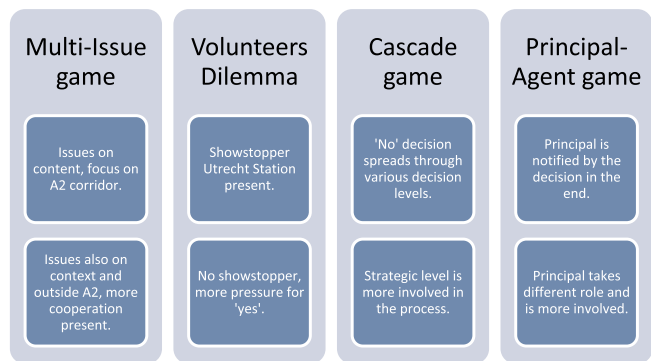 Multi-Issue
game
Issues on
content, focus on
A2 corridor.
Issues also on
context and
outside A2, more
cooperation
present.
Volunteers
Dilemma
Showstopper
Utrecht Station
present.
No showstopper,
more pressure for
'yes'.
Cascade
game
'No' decision
spreads through
various decision
levels.
Strategic level is
more involved in
the process.
Principal-
Agent game
Principal is
notified by the
decision in the
end.
Principal takes
different role and
is more involved.